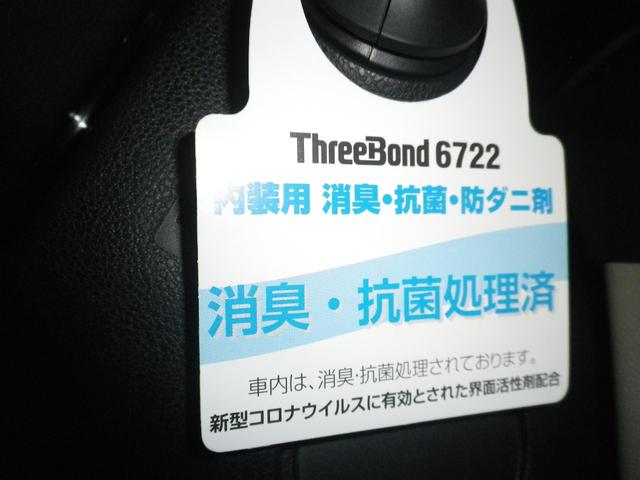 ThreeBond 6722
内装用 消臭・抗菌・防ダニ剤
消臭・抗菌処理済
車内は、消臭・抗菌処理されております。
新型コロナウイルスに有効とされた界面活性剤配合